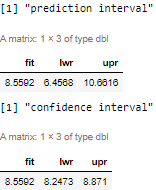 [1] "prediction interval"
A matrix: 1 × 3 of type dbl
fit lwr upr
8.5592 6.4568 10.6616
[1] "confidence interval"
A matrix: 1 × 3 of type dbl
fit lwr upr
8.5592 8.2473 8.871